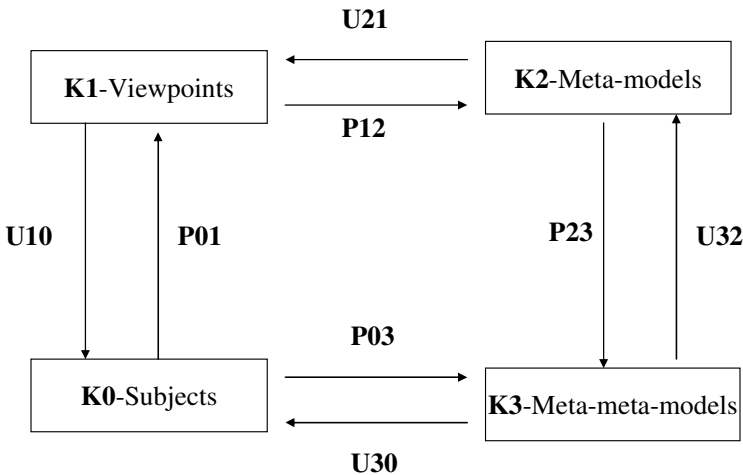 U21
K1-Viewpoints
K2-Meta-models
P12
U10
P01
P23
U32
P03
K0-Subjects
K3-Meta-meta-models
U30